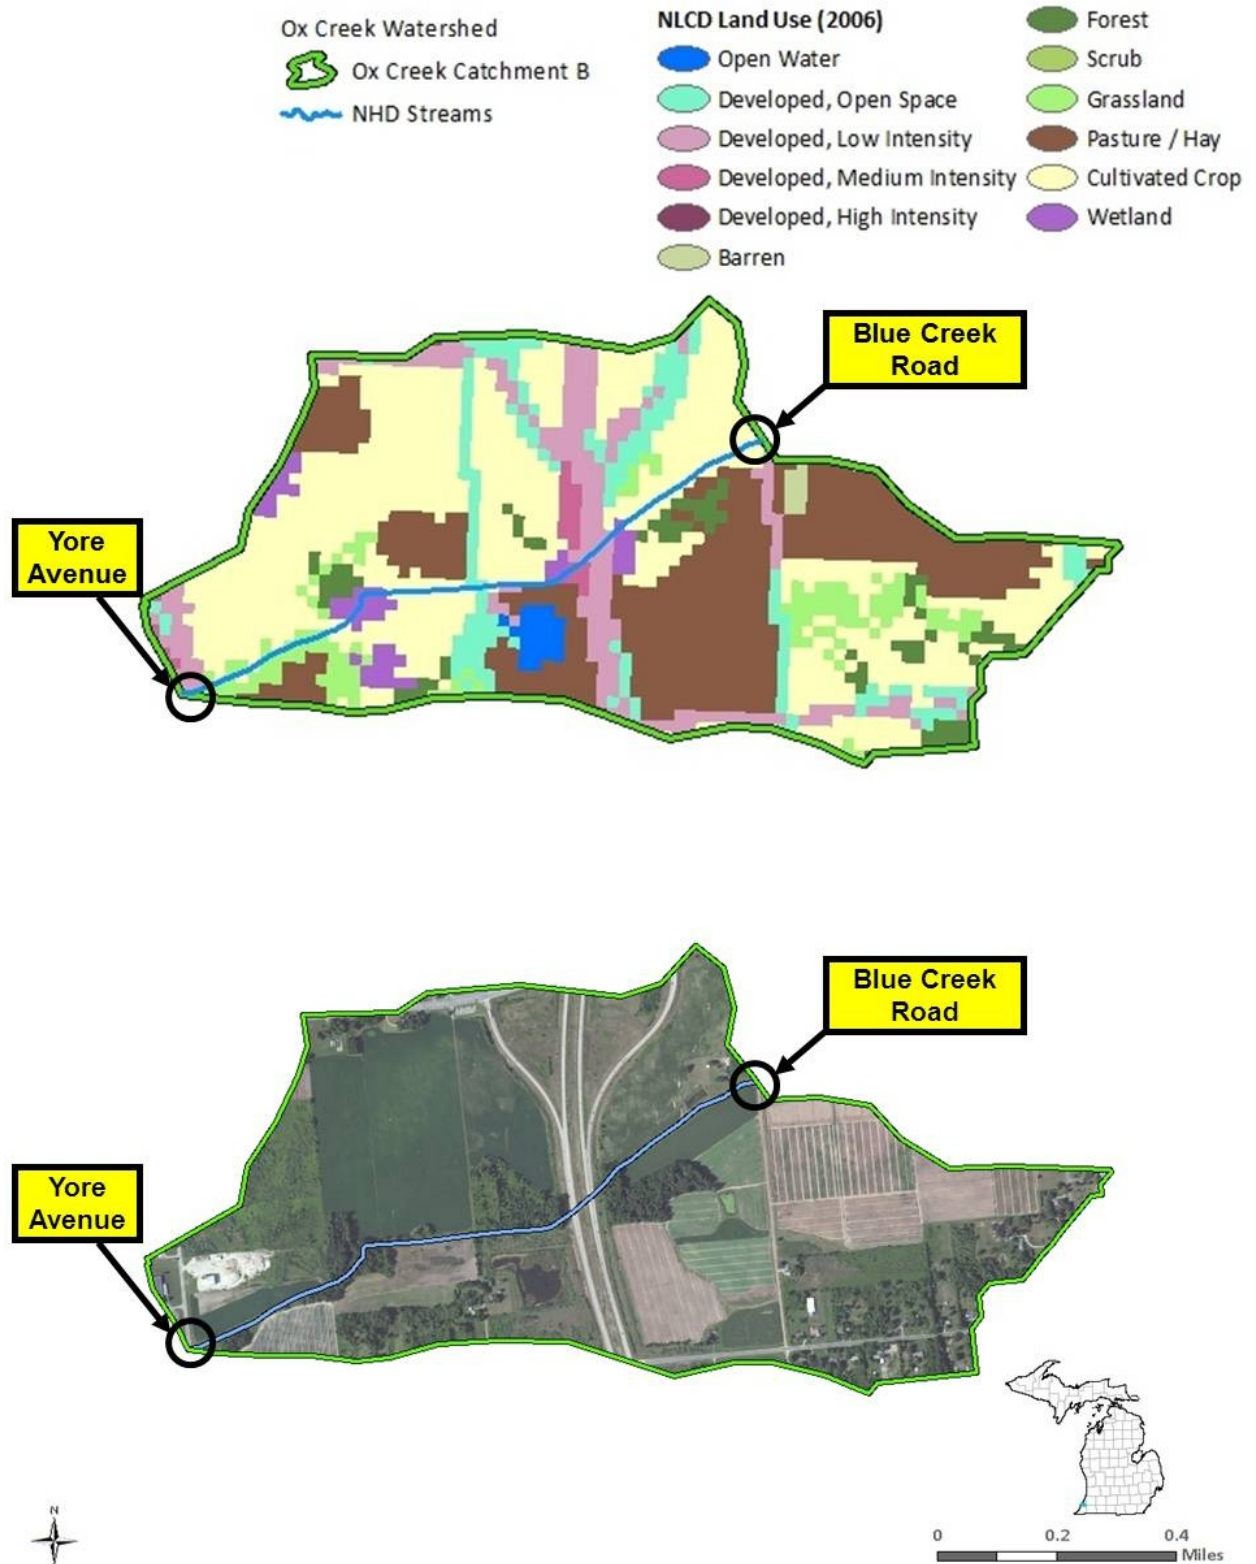 Ox Creek Watershed
Ox Creek Catchment B
NHD Streams
NLCD Land Use (2006)
Open Water
Developed, Open Space
Developed, Low Intensity
Developed, Medium Intensity
Developed, High Intensity
Barren
Forest
Scrub
Grassland
Pasture / Hay
Cultivated Crop
Wetland
Blue Creek
Road
Yore
Avenue
Blue Creek
Road
Yore
Avenue
N
0 0.2 0.4
Miles